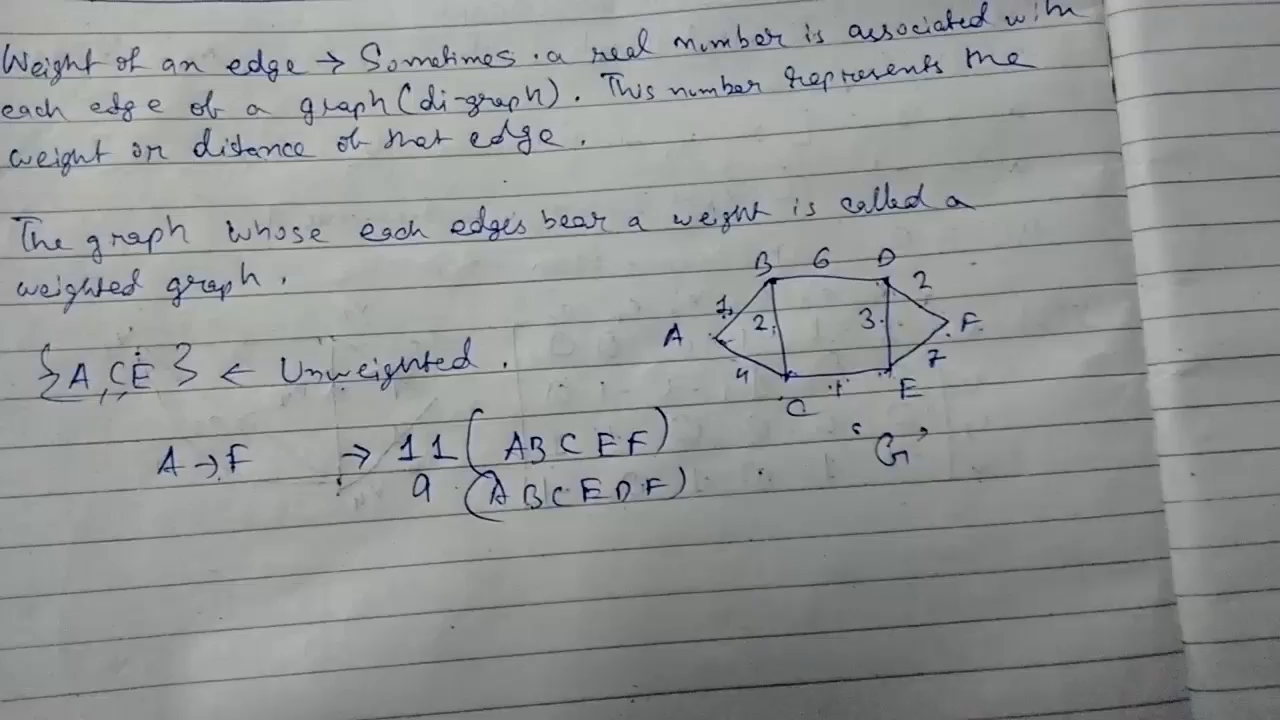 Weight of an edge → Sometimes a real number is associated with
each edge of a graph (di-graph). This number represents the
weight or distance of that edge.
The graph whose each edges bear a weight is called a
weighted graph.
B 6 D
2
1
2
3
F
A
7
4
1
E
C
{A, C, E} ← Unweighted.
A → F → 11 (ABCEF)
'G'
9 (ABCEDF)